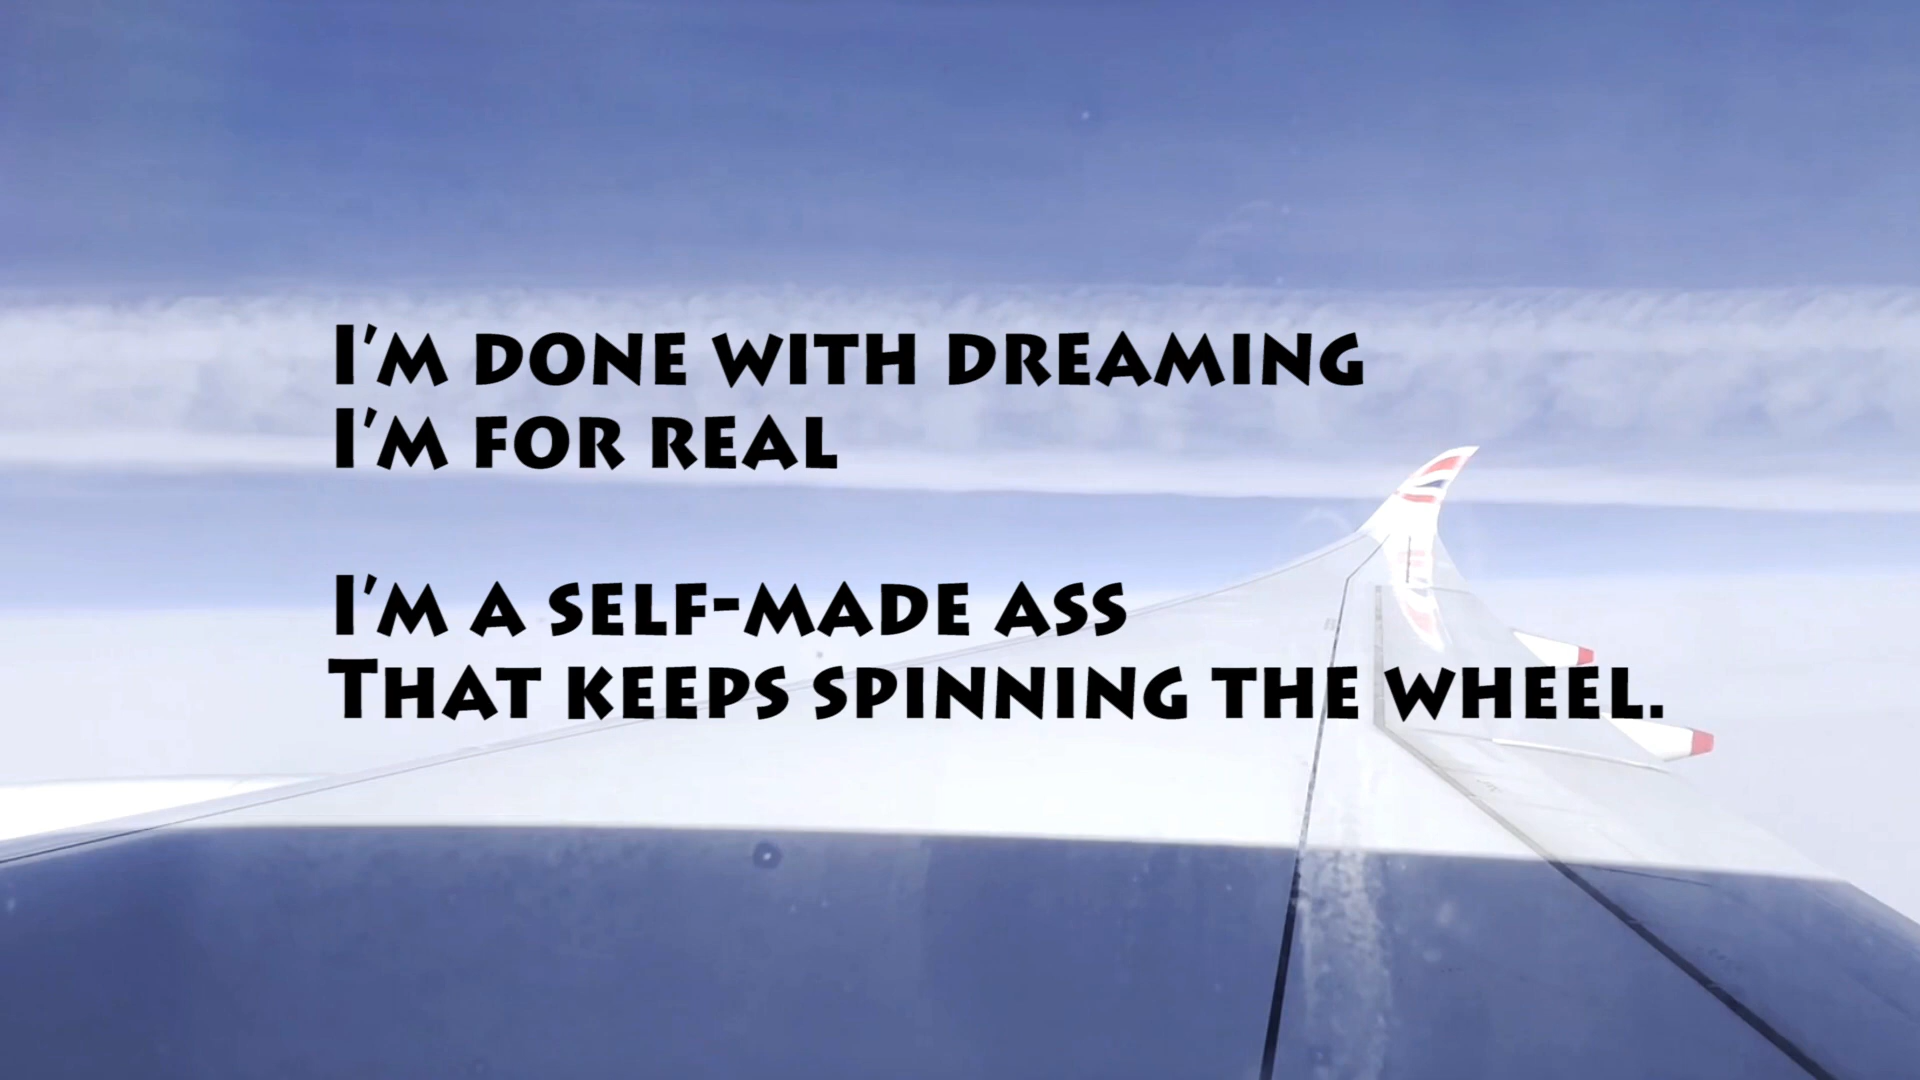 I'm done with dreaming
I'm for real
I'm a self-made ass
That keeps spinning the wheel.